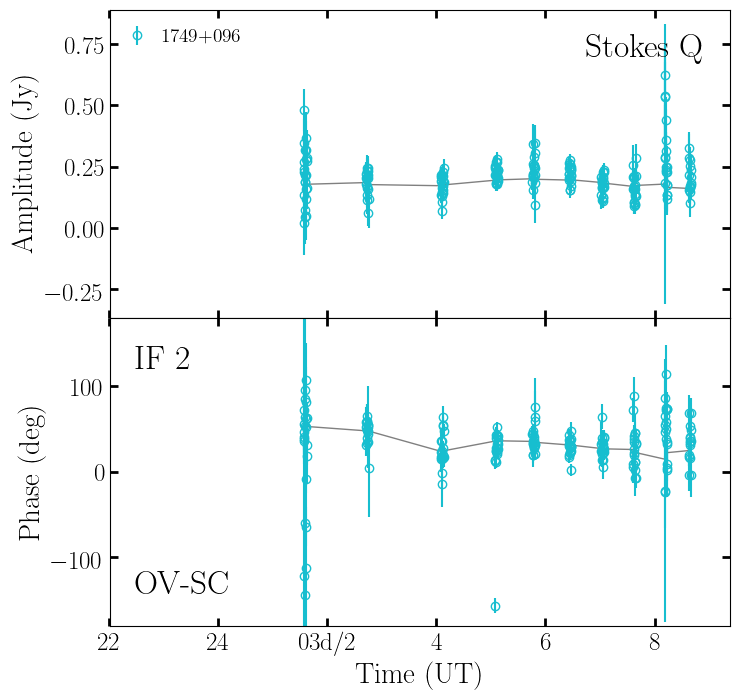 1749+096
Stokes Q
0.75
0.50
0.25
0.00
−0.25
Amplitude (Jy)
IF 2
100
0
−100
Phase (deg)
OV-SC
22 24 03d/2 4 6 8
Time (UT)